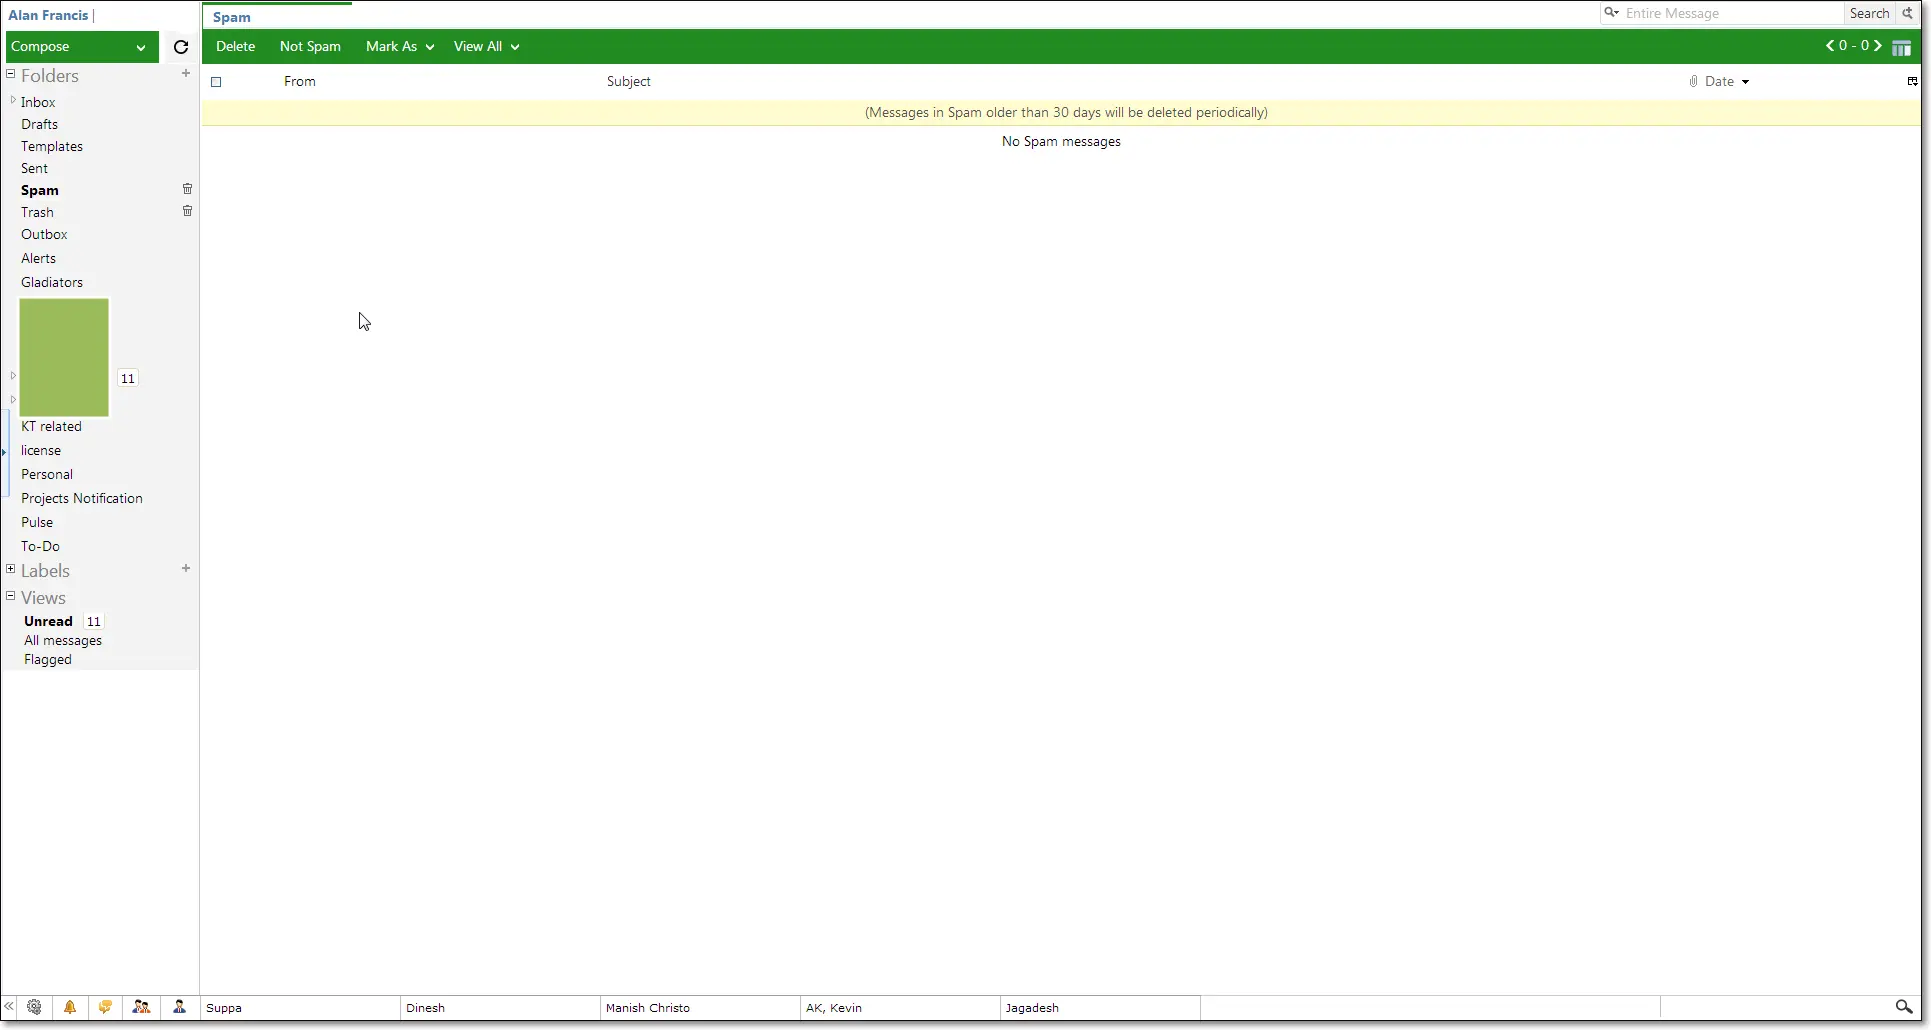 Alan Francis |
Spam
Entire Message
Search
Compose
Delete
Not Spam
Mark As
View All
0 - 0
Folders
From
Subject
Date
(Messages in Spam older than 30 days will be deleted periodically)
No Spam messages
Inbox
Drafts
Templates
Sent
Spam
Trash
Outbox
Alerts
Gladiators
11
KT related
license
Personal
Projects Notification
Pulse
To-Do
Labels
Views
Unread 11
All messages
Flagged
Suppa
Dinesh
Manish Christo
AK, Kevin
Jagadesh